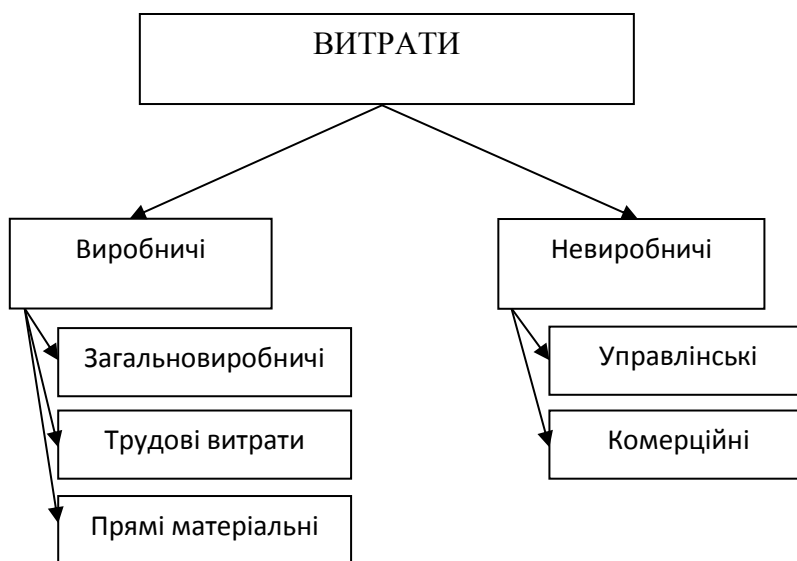 ВИТРАТИ
Виробничі
Невиробничі
Загальновиробничі
Управлінські
Трудові витрати
Комерційні
Прямі матеріальні